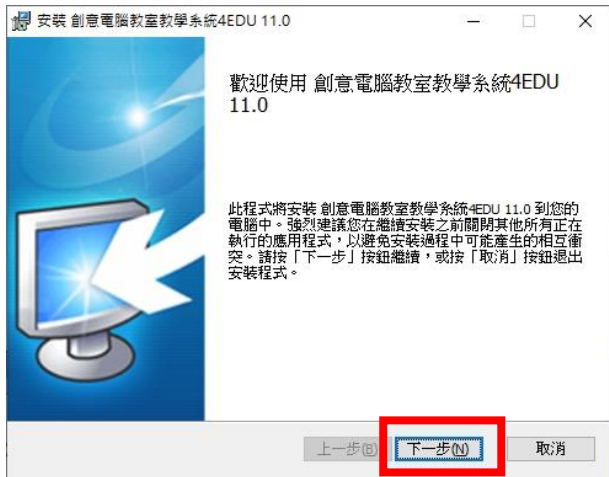 安裝 創意電腦教室教學系統4EDU 11.0
歡迎使用 創意電腦教室教學系統4EDU
11.0
此程式將安裝 創意電腦教室教學系統4EDU 11.0 到您的
電腦中。強烈建議您在繼續安裝之前關閉其他所有正在
執行的應用程式，以避免安裝過程中可能產生的相互衝
突。請按「下一步」按鈕繼續，或按「取消」按鈕退出
安裝程式。
上一步(B) 下一步(N) 取消